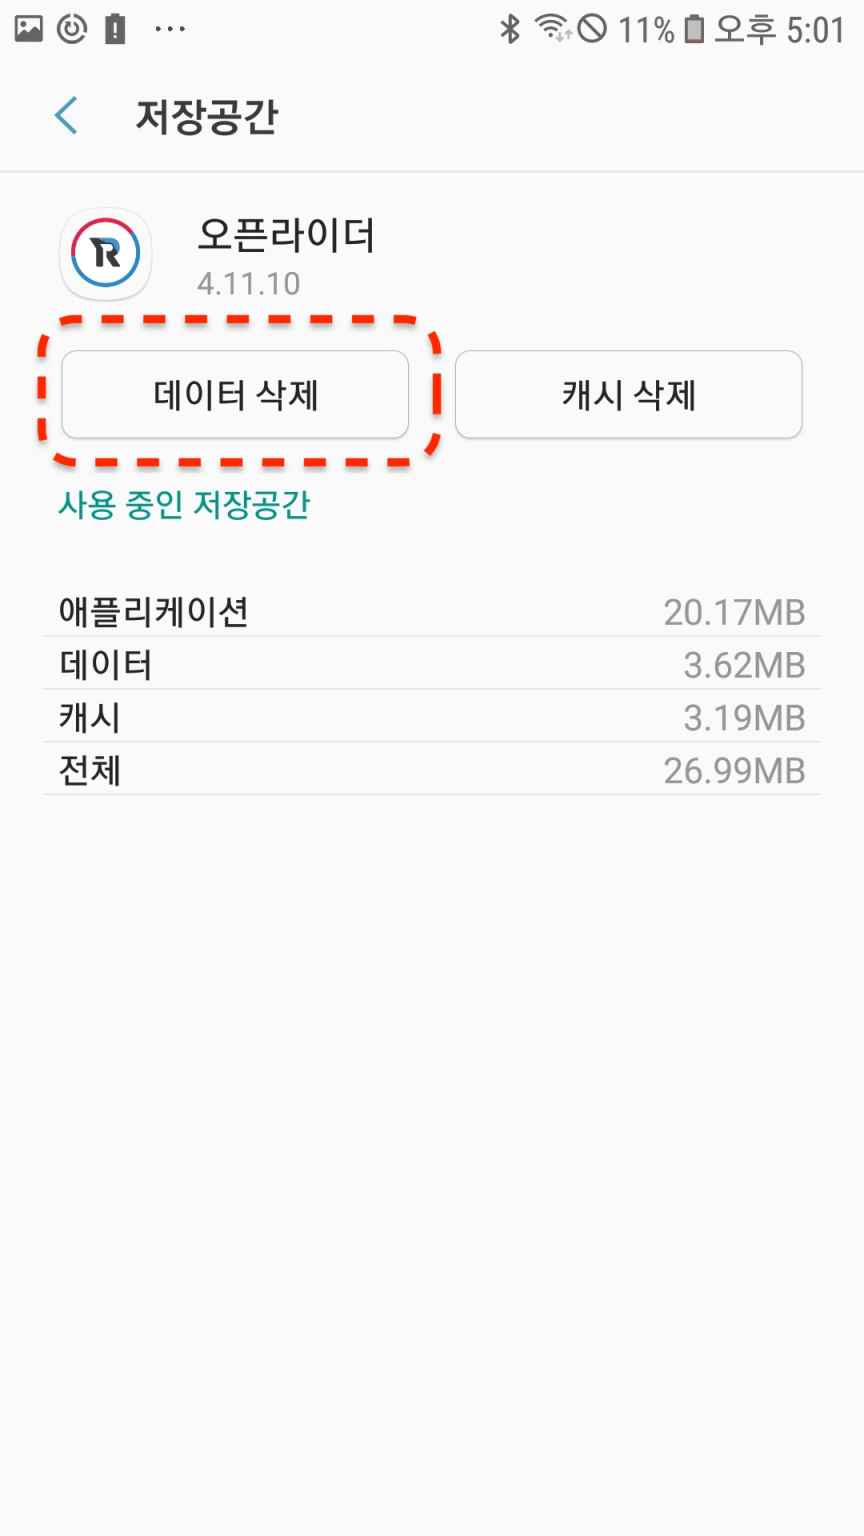 11% 오후 5:01
저장공간
오픈라이더
4.11.10
데이터 삭제 캐시 삭제
사용 중인 저장공간
애플리케이션 20.17MB
데이터 3.62MB
캐시 3.19MB
전체 26.99MB